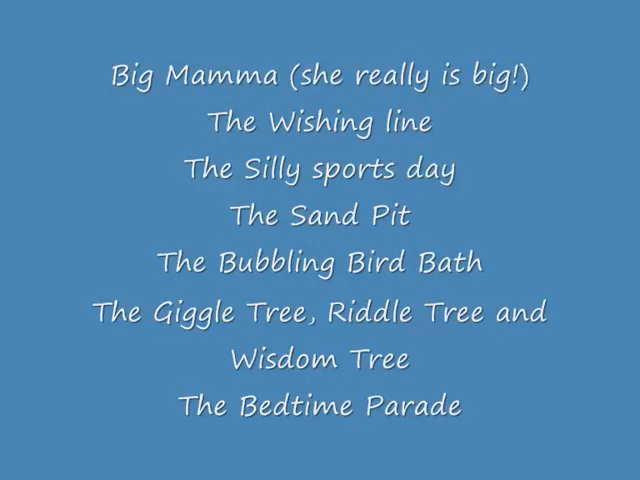 Big Mamma (she really is big!)
The Wishing line
The Silly sports day
The Sand Pit
The Bubbling Bird Bath
The Giggle Tree, Riddle Tree and
Wisdom Tree
The Bedtime Parade